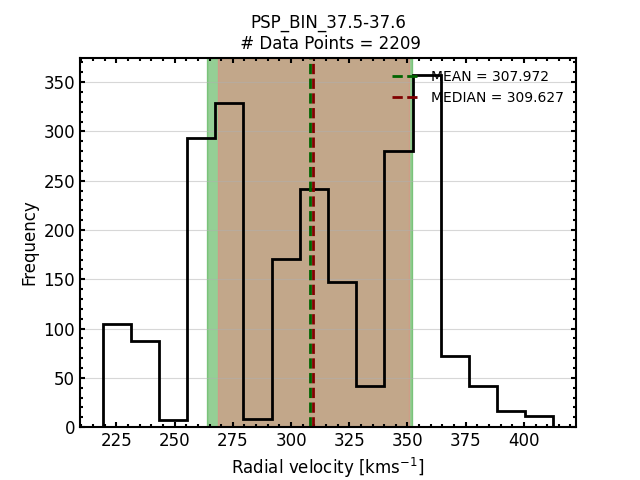 PSP_BIN_37.5-37.6
# Data Points = 2209
MEAN = 307.972
MEDIAN = 309.627
350
300
250
200
150
100
50
0
Frequency
225 250 275 300 325 350 375 400
Radial velocity [kms⁻¹]